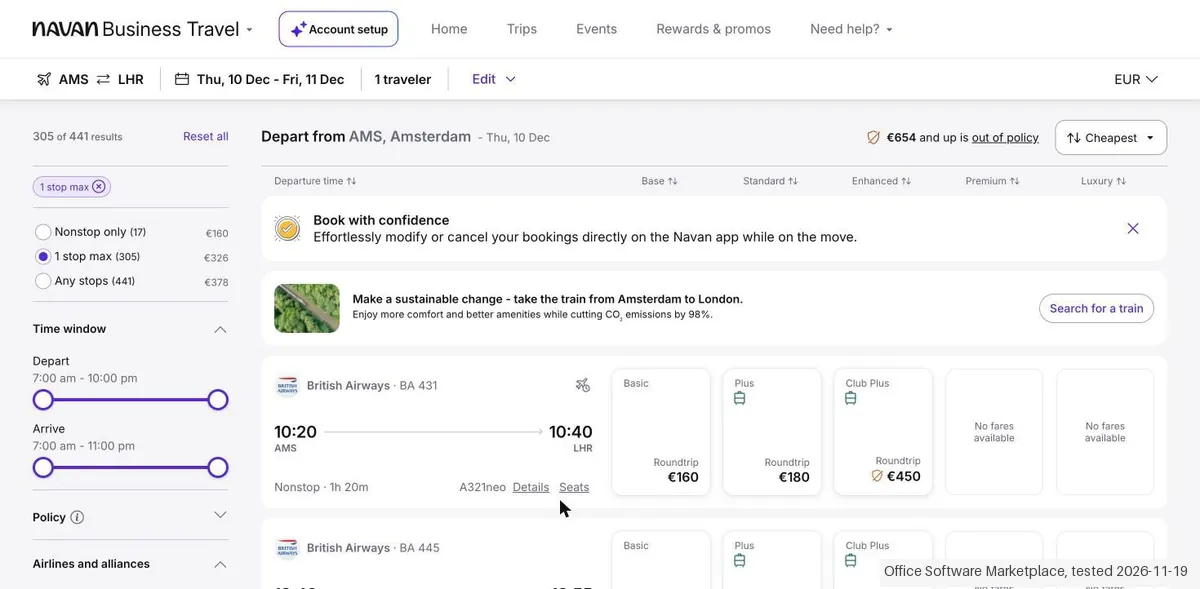 NAVAN Business Travel
Account setup
Home
Trips
Events
Rewards & promos
Need help?
AMS ⇄ LHR
Thu, 10 Dec - Fri, 11 Dec
1 traveler
Edit
EUR
305 of 441 results
Reset all
1 stop max
Nonstop only (17) €160
1 stop max (305) €326
Any stops (441) €378
Time window
Depart
7:00 am - 10:00 pm
Arrive
7:00 am - 11:00 pm
Policy
Airlines and alliances
Depart from AMS, Amsterdam - Thu, 10 Dec
€654 and up is out of policy
Cheapest
Departure time
Base
Standard
Enhanced
Premium
Luxury
Book with confidence
Effortlessly modify or cancel your bookings directly on the Navan app while on the move.
Make a sustainable change - take the train from Amsterdam to London.
Enjoy more comfort and better amenities while cutting CO₂ emissions by 98%.
Search for a train
BRITISH AIRWAYS
British Airways · BA 431
10:20
AMS
10:40
LHR
Nonstop · 1h 20m
A321neo Details Seats
Basic
Roundtrip
€160
Plus
Roundtrip
€180
Club Plus
Roundtrip
€450
No fares
available
No fares
available
BRITISH AIRWAYS
British Airways · BA 445
Basic
Plus
Club Plus
Office Software Marketplace, tested 2026-11-19